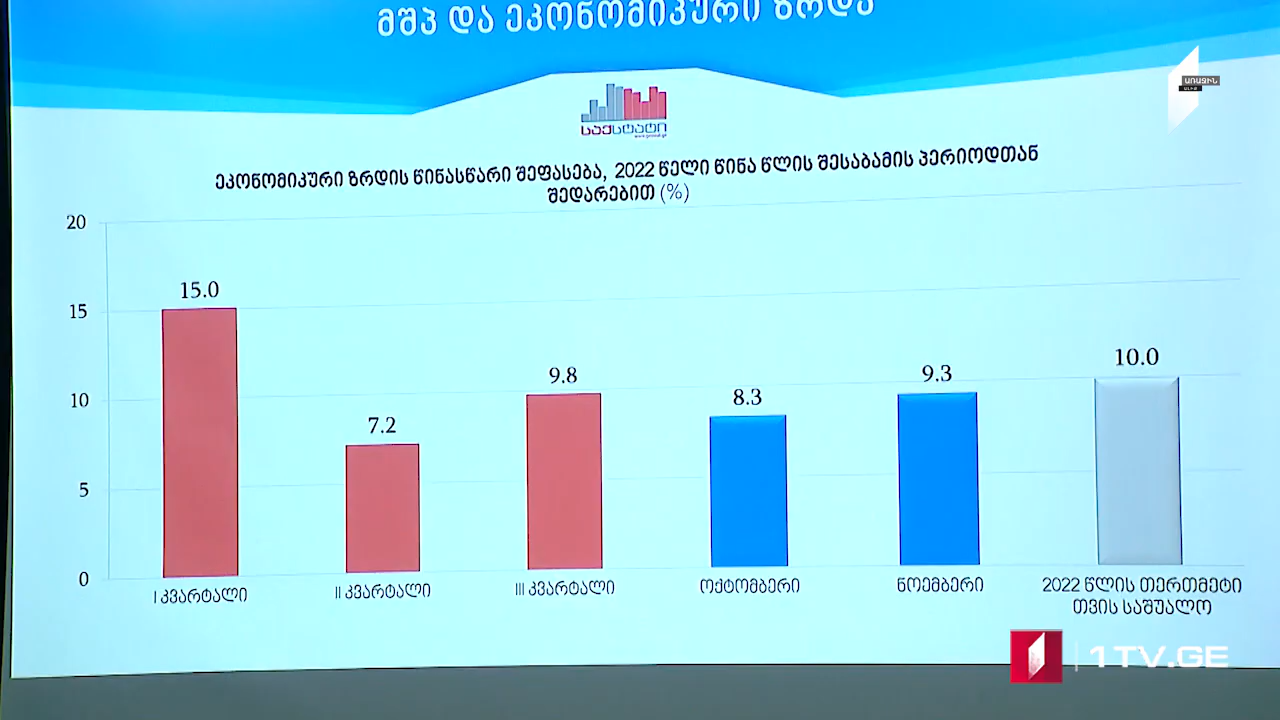 მშპ და ეკონომიკური ზრდა
ԱՌԱՋԻՆ
ԱԼԻՔ
საქსტატი
ეკონომიკური ზრდის წინასწარი შეფასება, 2022 წელი წინა წლის შესაბამის პერიოდთან
შედარებით (%)
20
15
10
5
0
15.0
7.2
9.8
8.3
9.3
10.0
I კვარტალი
II კვარტალი
III კვარტალი
ოქტომბერი
ნოემბერი
2022 წლის თერთმეტი
თვის საშუალო
1TV.GE